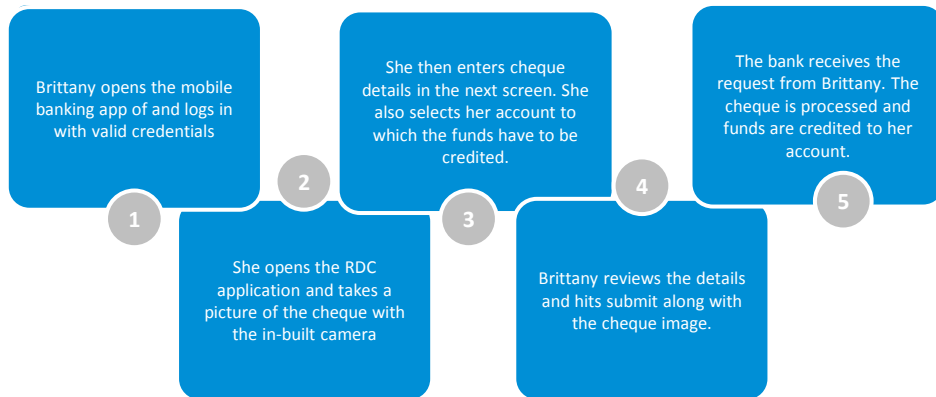 Brittany opens the mobile
banking app of and logs in
with valid credentials
1
2
She opens the RDC
application and takes a
picture of the cheque with
the in-built camera
She then enters cheque
details in the next screen. She
also selects her account to
which the funds have to be
credited.
3
4
Brittany reviews the details
and hits submit along with
the cheque image.
The bank receives the
request from Brittany. The
cheque is processed and
funds are credited to her
account.
5